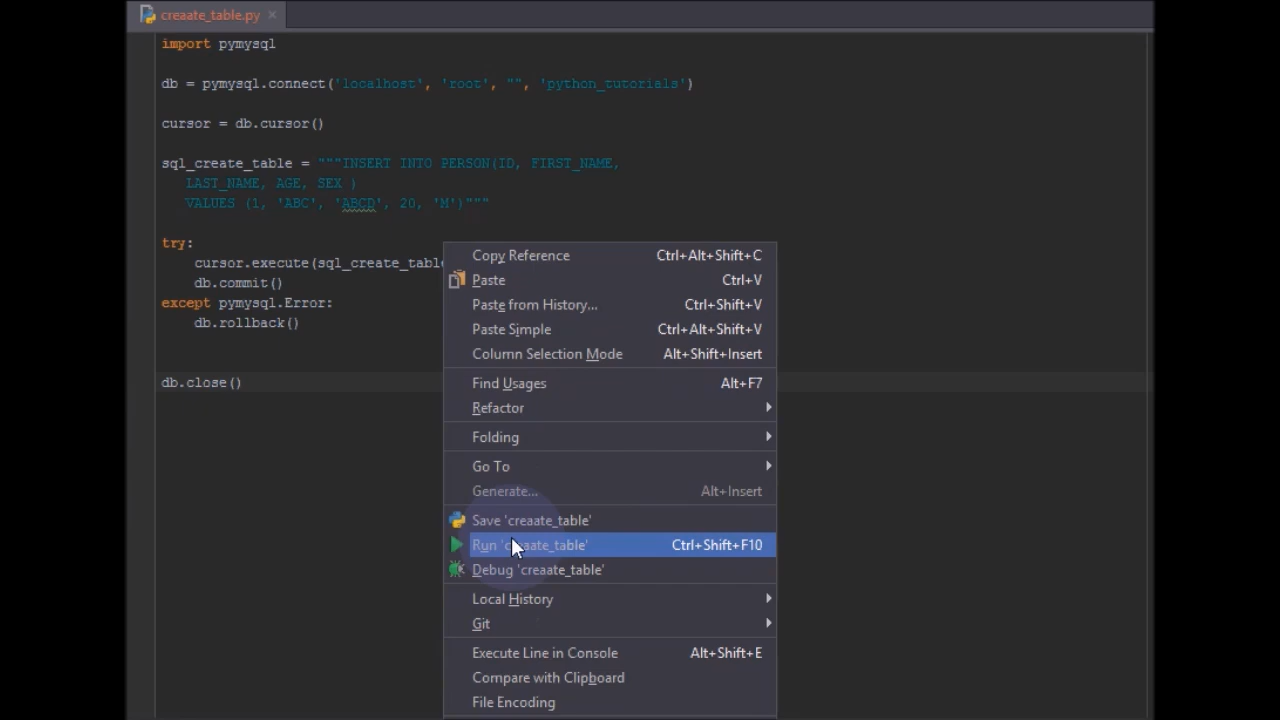 creaate_table.py
import pymysql
db = pymysql.connect('localhost', 'root', "", 'python_tutorials')
cursor = db.cursor()
sql_create_table = """INSERT INTO PERSON(ID, FIRST_NAME,
LAST_NAME, AGE, SEX )
VALUES (1, 'ABC', 'ABCD', 20, 'M')"""
try:
cursor.execute(sql_create_table
db.commit()
except pymysql.Error:
db.rollback()
db.close()
Copy Reference Ctrl+Alt+Shift+C
Paste Ctrl+V
Paste from History... Ctrl+Shift+V
Paste Simple Ctrl+Alt+Shift+V
Column Selection Mode Alt+Shift+Insert
Find Usages Alt+F7
Refactor
Folding
Go To
Generate... Alt+Insert
Save 'creaate_table'
Run 'creaate_table' Ctrl+Shift+F10
Debug 'creaate_table'
Local History
Git
Execute Line in Console Alt+Shift+E
Compare with Clipboard
File Encoding